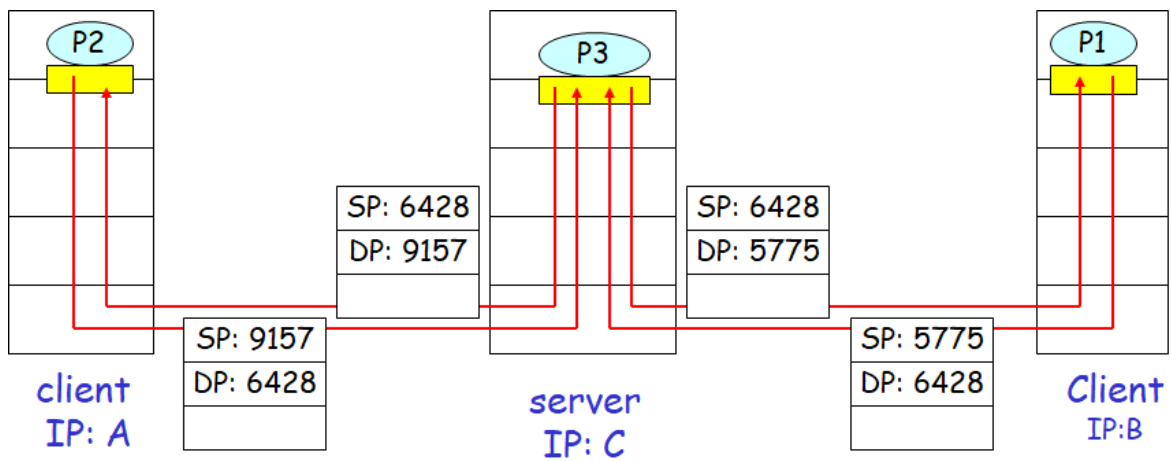 P2
P3
P1
SP: 6428
DP: 9157
SP: 6428
DP: 5775
SP: 9157
DP: 6428
SP: 5775
DP: 6428
client
IP: A
server
IP: C
Client
IP:B